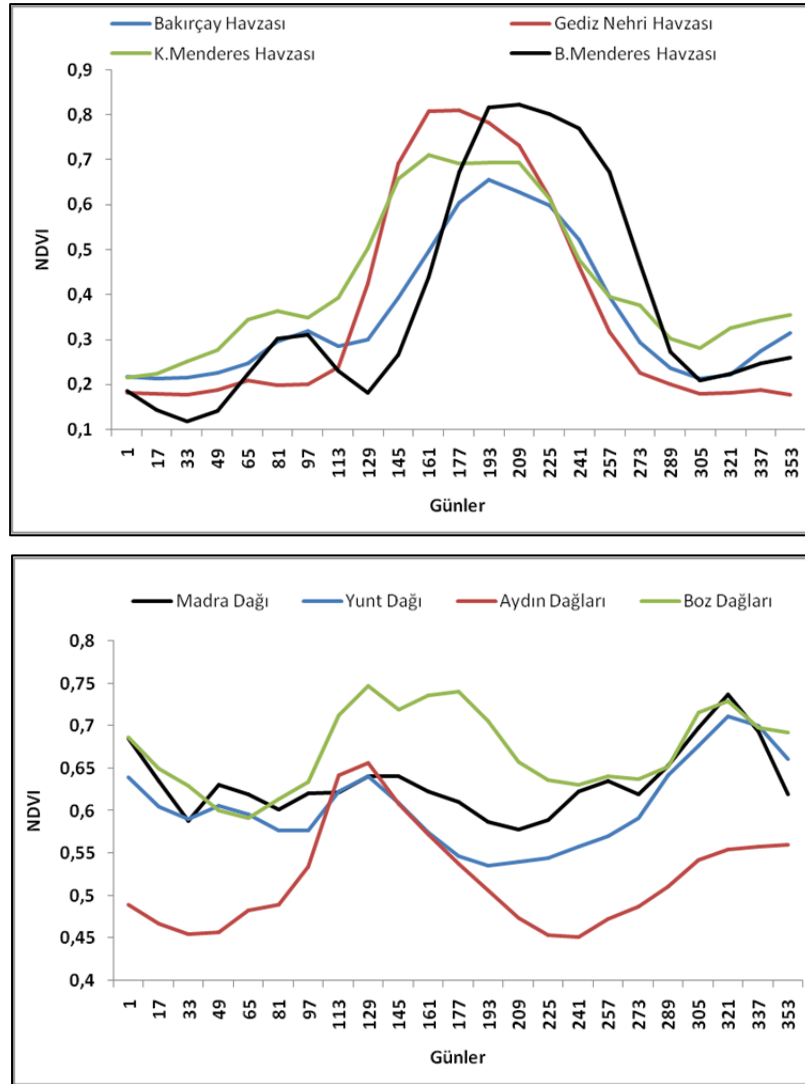 Bakırçay Havzası Gediz Nehri Havzası
K.Menderes Havzası B.Menderes Havzası
0,9
0,8
0,7
0,6
0,5
0,4
0,3
0,2
0,1
NDVI
1 17 33 49 65 81 97 113 129 145 161 177 193 209 225 241 257 273 289 305 321 337 353
Günler
Madra Dağı Yunt Dağı Aydın Dağları Boz Dağları
0,8
0,75
0,7
0,65
0,6
0,55
0,5
0,45
0,4
NDVI
1 17 33 49 65 81 97 113 129 145 161 177 193 209 225 241 257 273 289 305 321 337 353
Günler